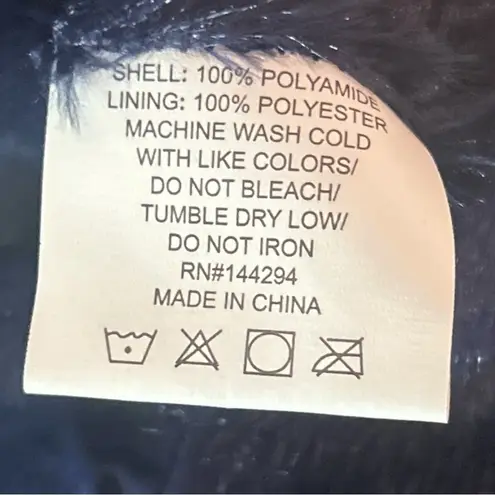 SHELL: 100% POLYAMIDE
LINING: 100% POLYESTER
MACHINE WASH COLD
WITH LIKE COLORS/
DO NOT BLEACH/
TUMBLE DRY LOW/
DO NOT IRON
RN#144294
MADE IN CHINA